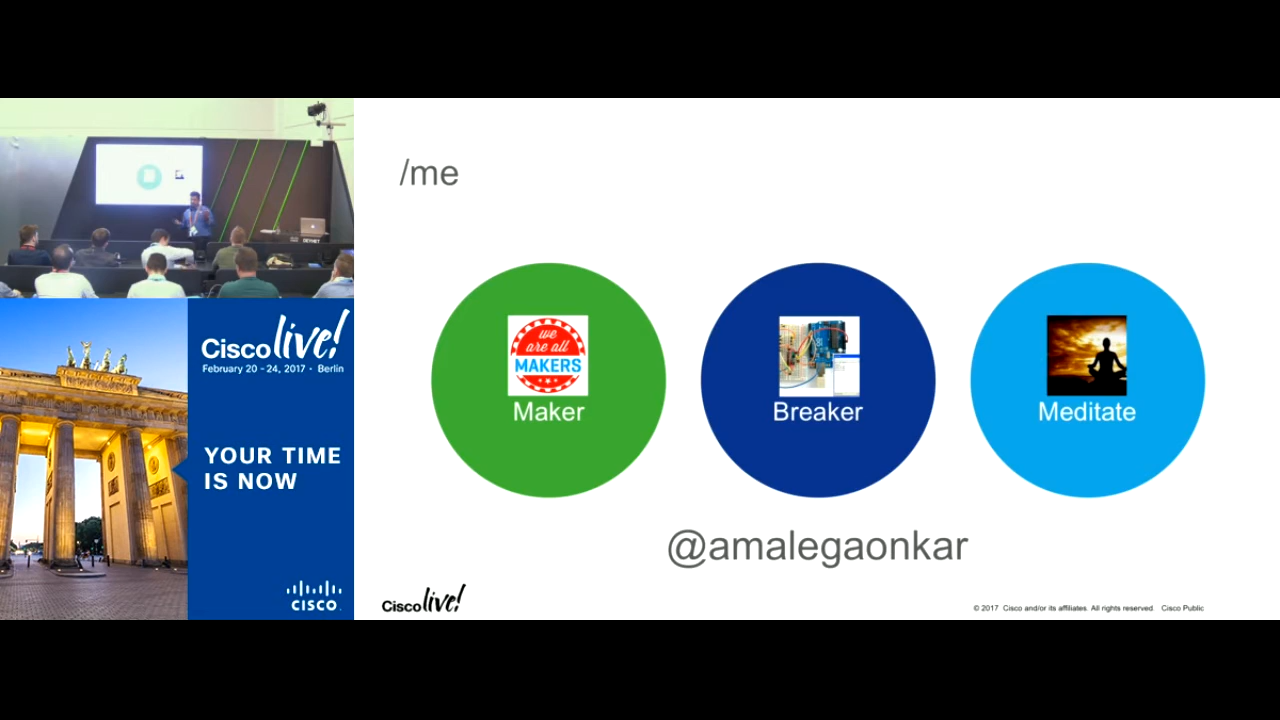 DEVNET
Cisco live!
February 20 - 24, 2017 • Berlin
YOUR TIME
IS NOW
CISCO
/me
we
are all
MAKERS
Maker
Breaker
Meditate
@amalegaonkar
Cisco live!
© 2017 Cisco and/or its affiliates. All rights reserved. Cisco Public